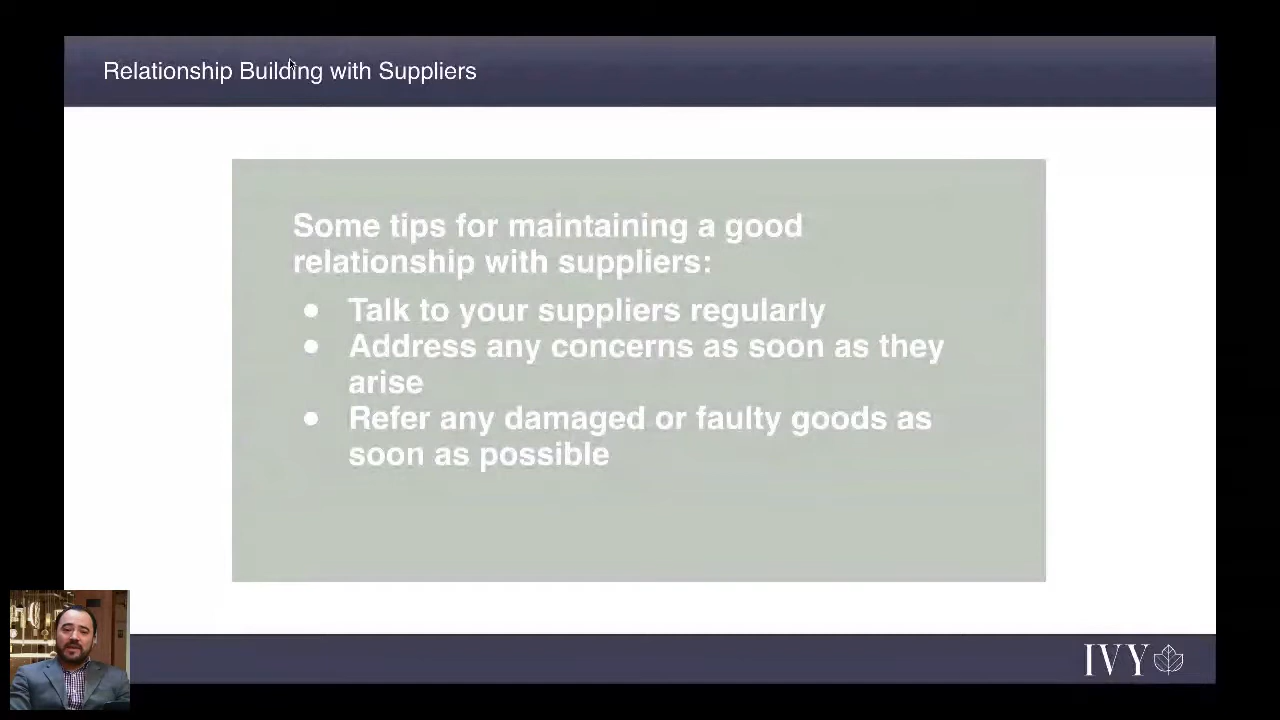 Relationship Building with Suppliers
Some tips for maintaining a good
relationship with suppliers:
● Talk to your suppliers regularly
● Address any concerns as soon as they
arise
● Refer any damaged or faulty goods as
soon as possible
IVY